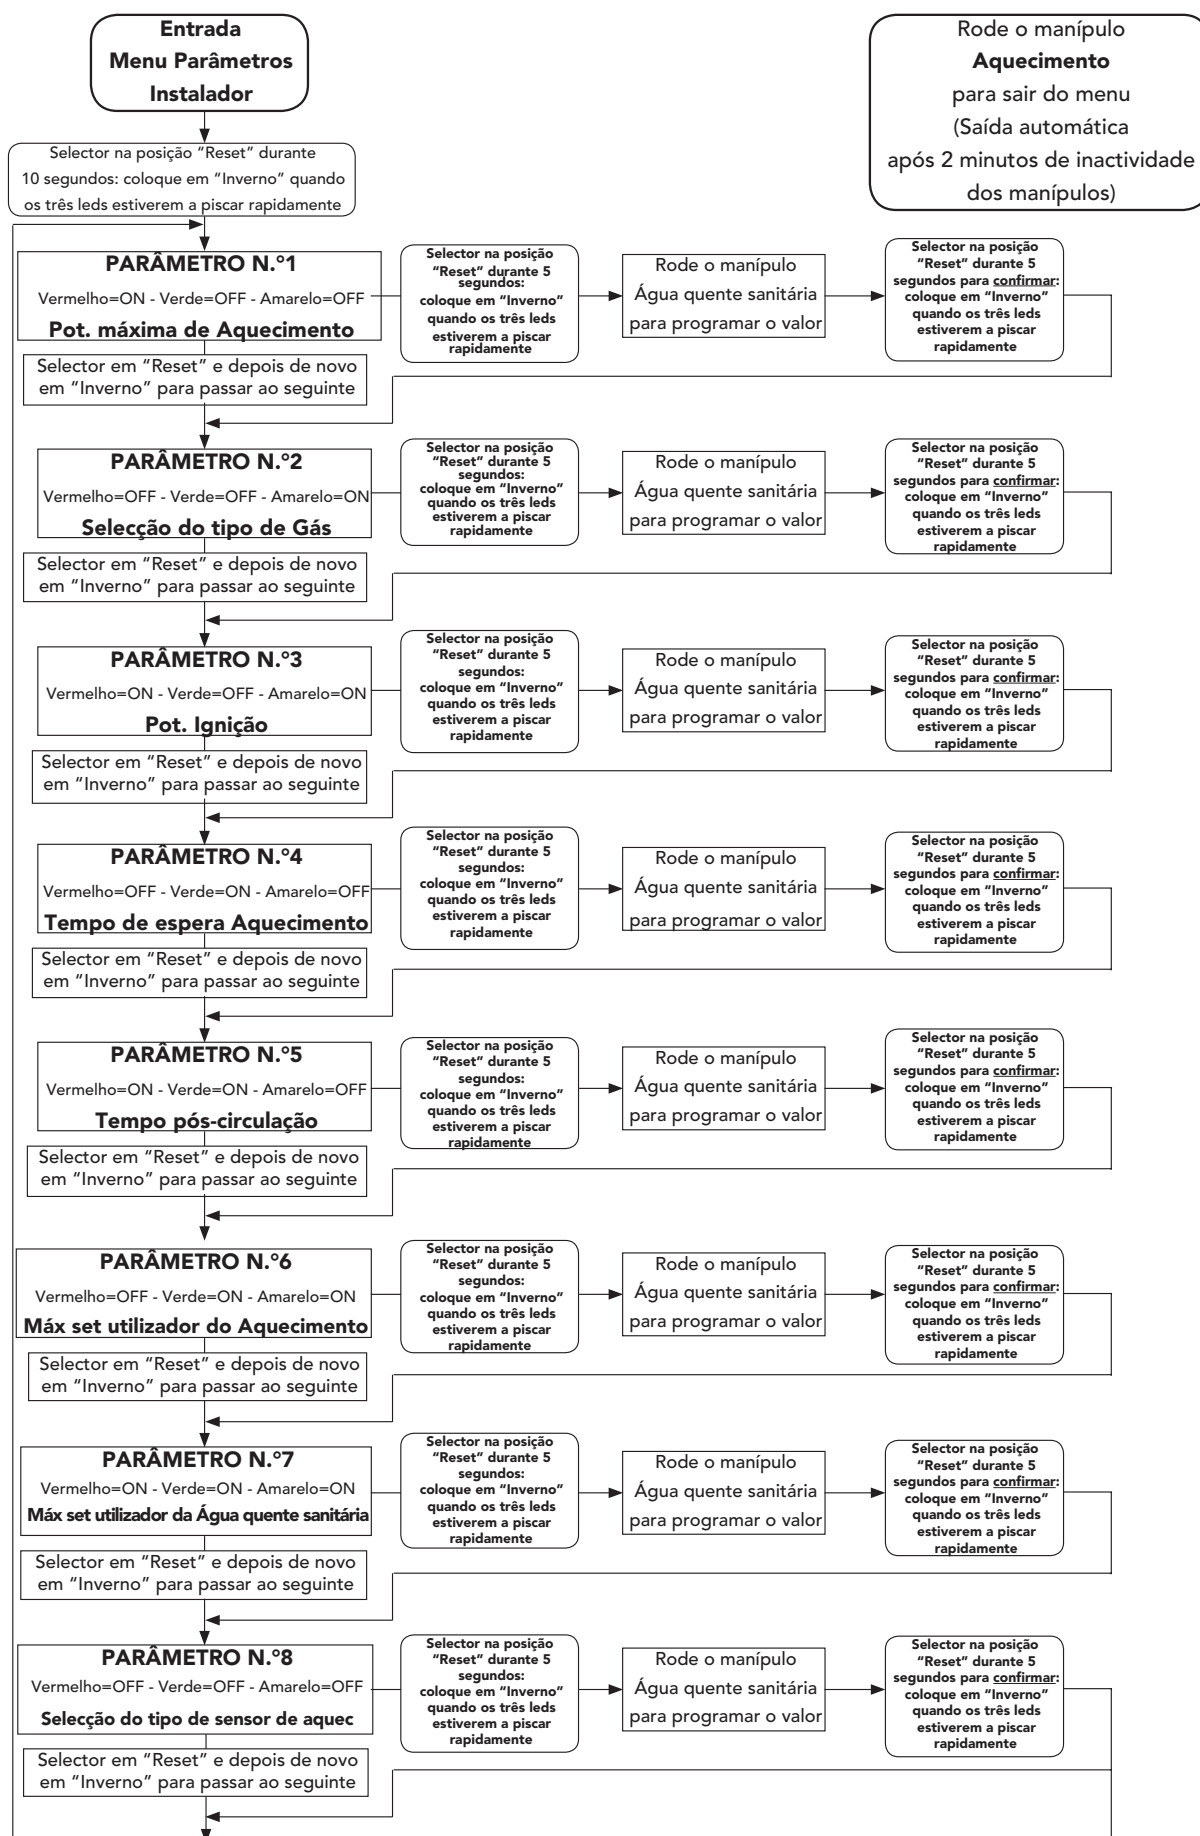 Entrada
Menu Parâmetros
Instalador
Rode o manípulo
Aquecimento
para sair do menu
(Saída automática
após 2 minutos de inactividade
dos manípulos)
Selector na posição “Reset” durante
10 segundos: coloque em “Inverno” quando
os três leds estiverem a piscar rapidamente
PARÂMETRO N.°1
Vermelho=ON - Verde=OFF - Amarelo=OFF
Pot. máxima de Aquecimento
Selector na posição
“Reset” durante 5
segundos:
coloque em “Inverno”
quando os três leds
estiverem a piscar
rapidamente
Rode o manípulo
Água quente sanitária
para programar o valor
Selector na posição
“Reset” durante 5
segundos para confirmar:
coloque em “Inverno”
quando os três leds
estiverem a piscar
rapidamente
Selector em “Reset” e depois de novo
em “Inverno” para passar ao seguinte
PARÂMETRO N.°2
Vermelho=OFF - Verde=OFF - Amarelo=ON
Selecção do tipo de Gás
Selector na posição
“Reset” durante 5
segundos:
coloque em “Inverno”
quando os três leds
estiverem a piscar
rapidamente
Rode o manípulo
Água quente sanitária
para programar o valor
Selector na posição
“Reset” durante 5
segundos para confirmar:
coloque em “Inverno”
quando os três leds
estiverem a piscar
rapidamente
Selector em “Reset” e depois de novo
em “Inverno” para passar ao seguinte
PARÂMETRO N.°3
Vermelho=ON - Verde=OFF - Amarelo=ON
Pot. Ignição
Selector na posição
“Reset” durante 5
segundos:
coloque em “Inverno”
quando os três leds
estiverem a piscar
rapidamente
Rode o manípulo
Água quente sanitária
para programar o valor
Selector na posição
“Reset” durante 5
segundos para confirmar:
coloque em “Inverno”
quando os três leds
estiverem a piscar
rapidamente
Selector em “Reset” e depois de novo
em “Inverno” para passar ao seguinte
PARÂMETRO N.°4
Vermelho=OFF - Verde=ON - Amarelo=OFF
Tempo de espera Aquecimento
Selector na posição
“Reset” durante 5
segundos:
coloque em “Inverno”
quando os três leds
estiverem a piscar
rapidamente
Rode o manípulo
Água quente sanitária
para programar o valor
Selector na posição
“Reset” durante 5
segundos para confirmar:
coloque em “Inverno”
quando os três leds
estiverem a piscar
rapidamente
Selector em “Reset” e depois de novo
em “Inverno” para passar ao seguinte
PARÂMETRO N.°5
Vermelho=ON - Verde=ON - Amarelo=OFF
Tempo pós-circulação
Selector na posição
“Reset” durante 5
segundos:
coloque em “Inverno”
quando os três leds
estiverem a piscar
rapidamente
Rode o manípulo
Água quente sanitária
para programar o valor
Selector na posição
“Reset” durante 5
segundos para confirmar:
coloque em “Inverno”
quando os três leds
estiverem a piscar
rapidamente
Selector em “Reset” e depois de novo
em “Inverno” para passar ao seguinte
PARÂMETRO N.°6
Vermelho=OFF - Verde=ON - Amarelo=ON
Máx set utilizador do Aquecimento
Selector na posição
“Reset” durante 5
segundos:
coloque em “Inverno”
quando os três leds
estiverem a piscar
rapidamente
Rode o manípulo
Água quente sanitária
para programar o valor
Selector na posição
“Reset” durante 5
segundos para confirmar:
coloque em “Inverno”
quando os três leds
estiverem a piscar
rapidamente
Selector em “Reset” e depois de novo
em “Inverno” para passar ao seguinte
PARÂMETRO N.°7
Vermelho=ON - Verde=ON - Amarelo=ON
Máx set utilizador da Água quente sanitária
Selector na posição
“Reset” durante 5
segundos:
coloque em “Inverno”
quando os três leds
estiverem a piscar
rapidamente
Rode o manípulo
Água quente sanitária
para programar o valor
Selector na posição
“Reset” durante 5
segundos para confirmar:
coloque em “Inverno”
quando os três leds
estiverem a piscar
rapidamente
Selector em “Reset” e depois de novo
em “Inverno” para passar ao seguinte
PARÂMETRO N.°8
Vermelho=OFF - Verde=OFF - Amarelo=OFF
Selecção do tipo de sensor de aquec
Selector na posição
“Reset” durante 5
segundos:
coloque em “Inverno”
quando os três leds
estiverem a piscar
rapidamente
Rode o manípulo
Água quente sanitária
para programar o valor
Selector na posição
“Reset” durante 5
segundos para confirmar:
coloque em “Inverno”
quando os três leds
estiverem a piscar
rapidamente
Selector em “Reset” e depois de novo
em “Inverno” para passar ao seguinte